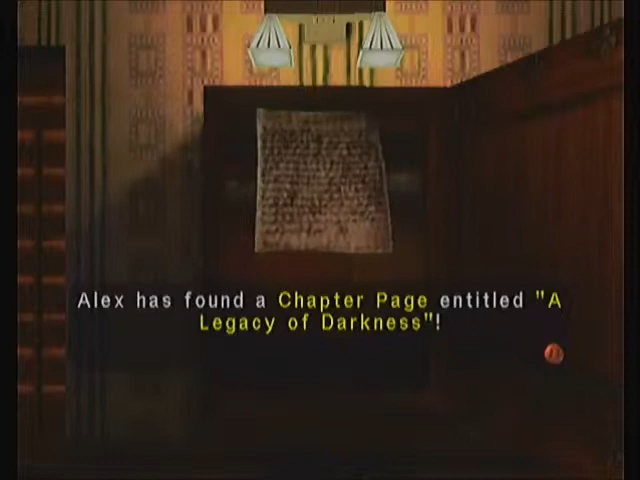 Alex has found a Chapter Page entitled "A
Legacy of Darkness"!